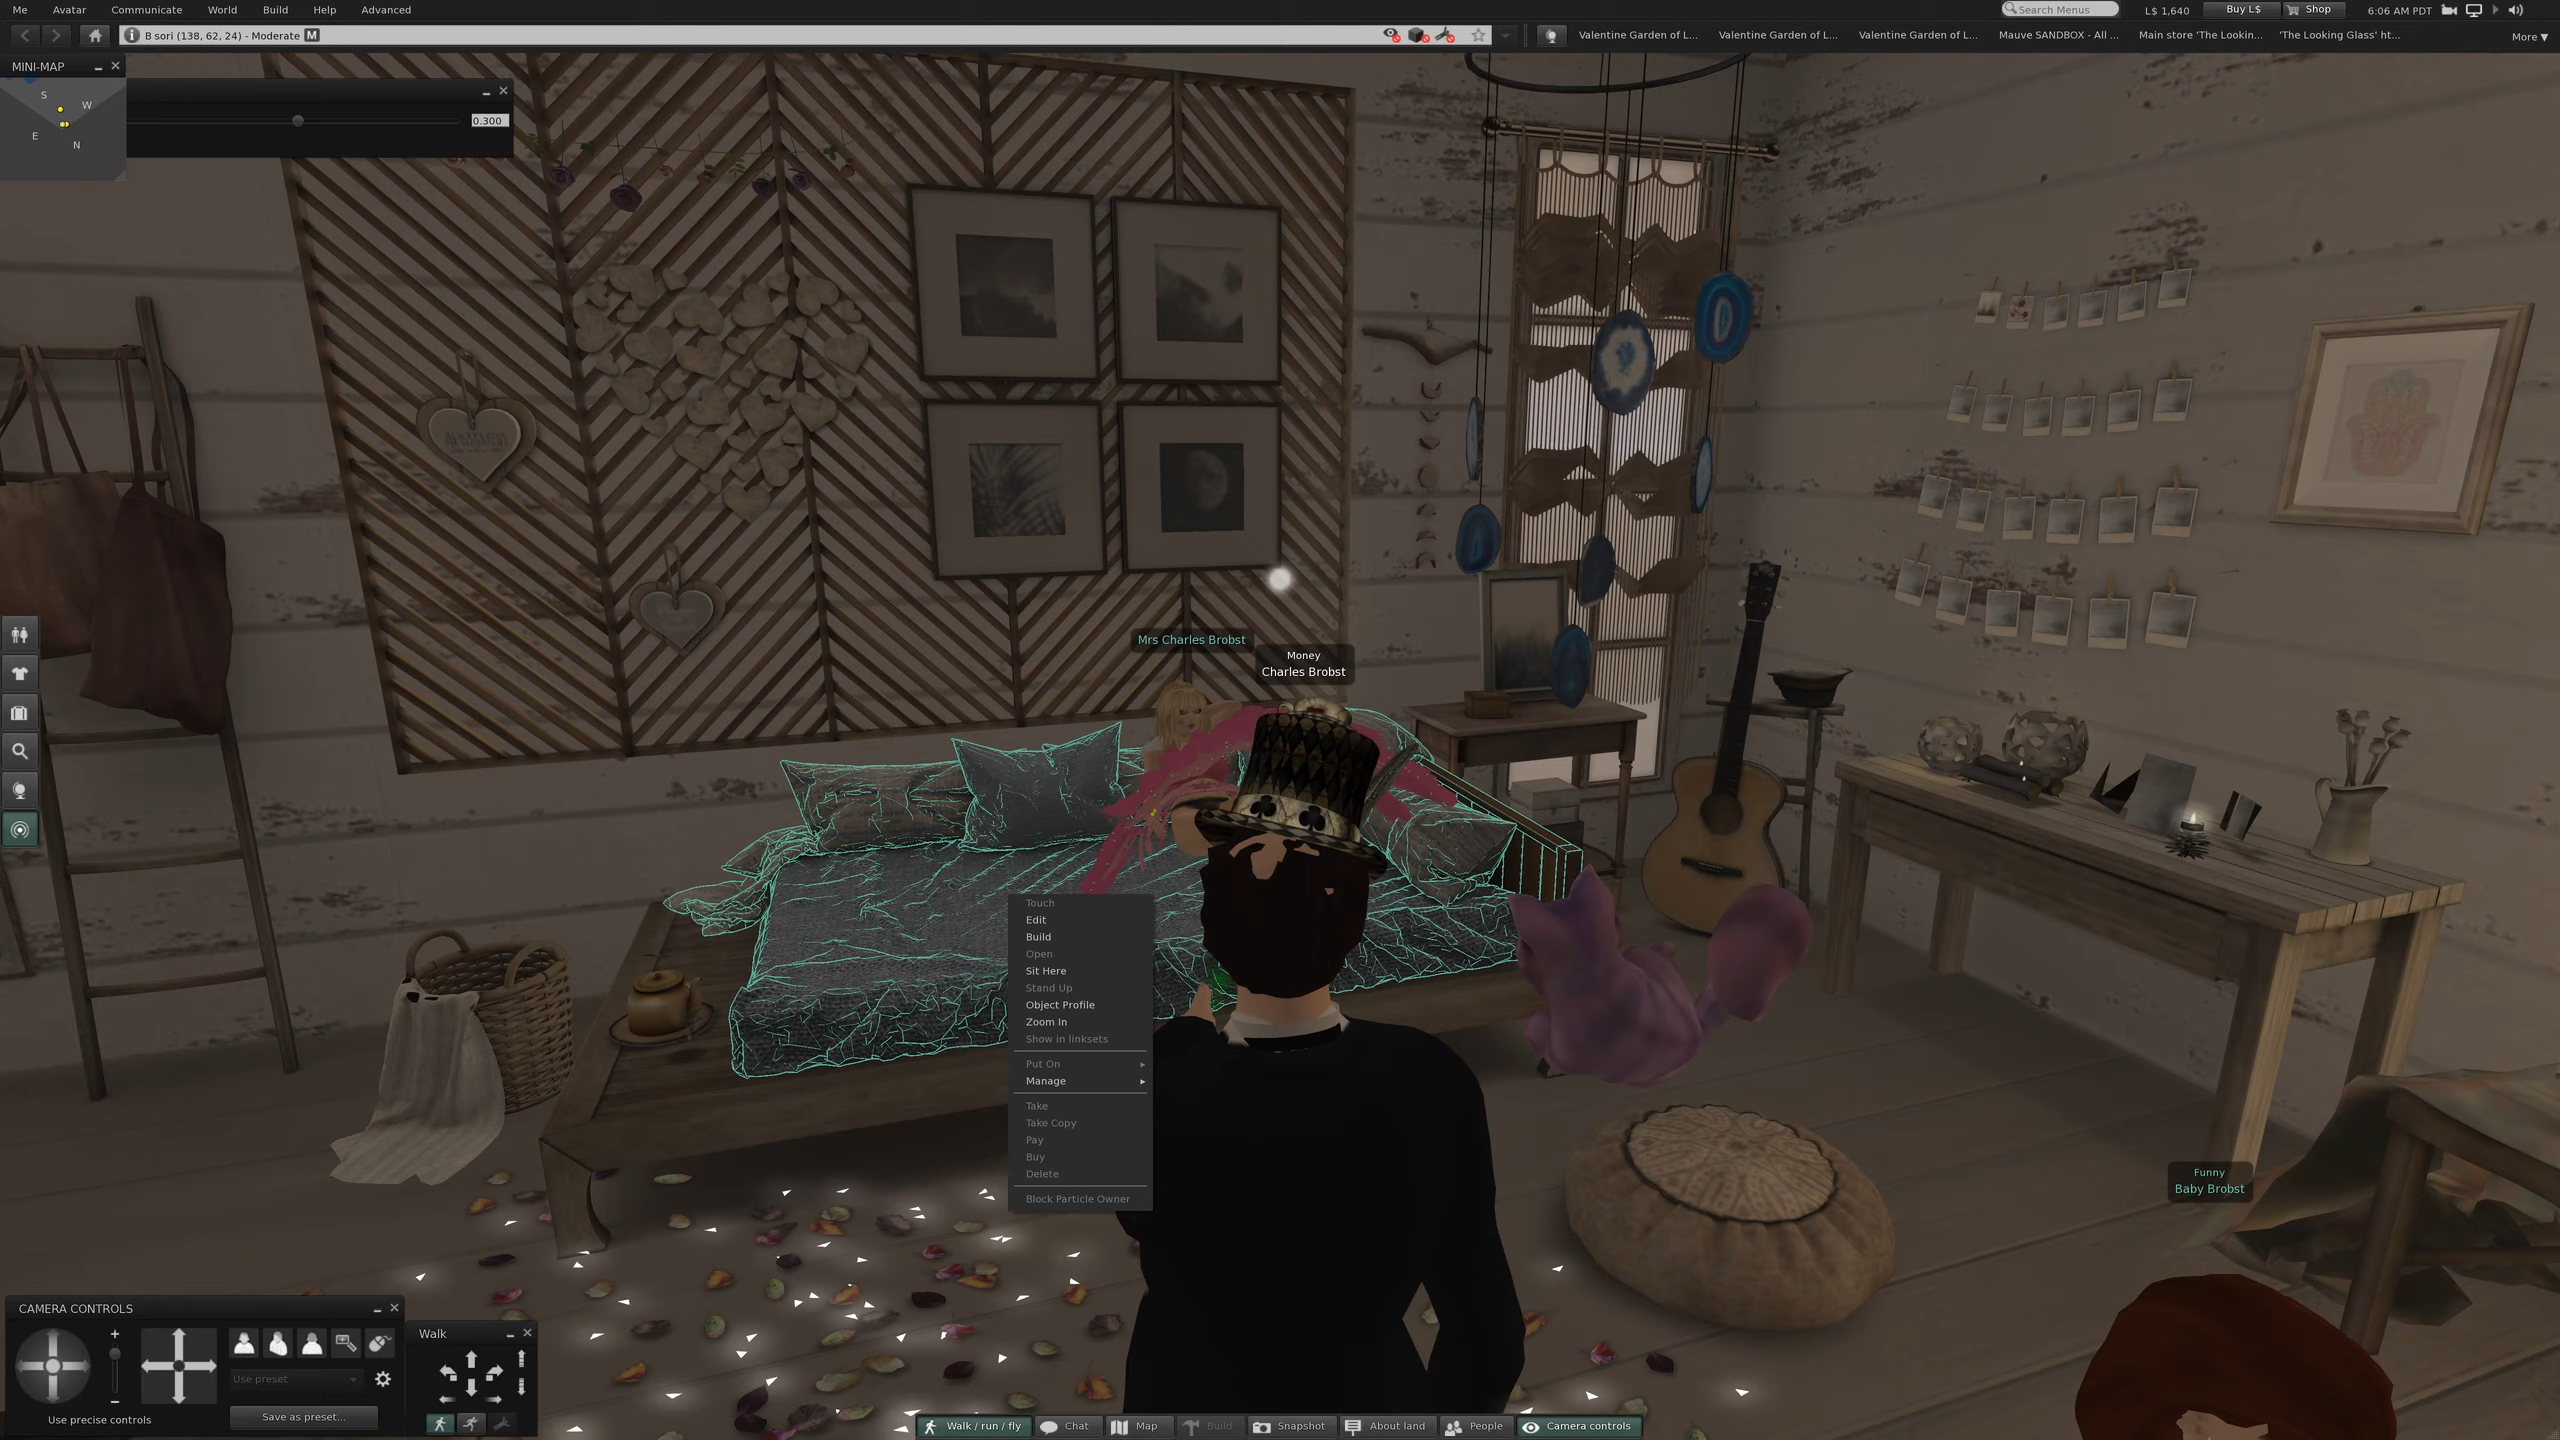 Me Avatar Communicate World Build Help Advanced
Search Menus L$ 1,640 Buy L$ Shop 6:06 AM PDT
B sori (138, 62, 24) - Moderate M
Valentine Garden of L... Valentine Garden of L... Valentine Garden of L... Mauve SANDBOX - All ... Main store 'The Lookin... 'The Looking Glass' ht... More
MINI-MAP
S
W
E
N
0.300
Mrs Charles Brobst
Money
Charles Brobst
Touch
Edit
Build
Open
Sit Here
Stand Up
Object Profile
Zoom In
Show in linksets
Put On
Manage
Take
Take Copy
Pay
Buy
Delete
Block Particle Owner
Funny
Baby Brobst
CAMERA CONTROLS
Use preset
Use precise controls
Save as preset...
Walk
Walk / run / fly Chat Map Build Snapshot About land People Camera controls